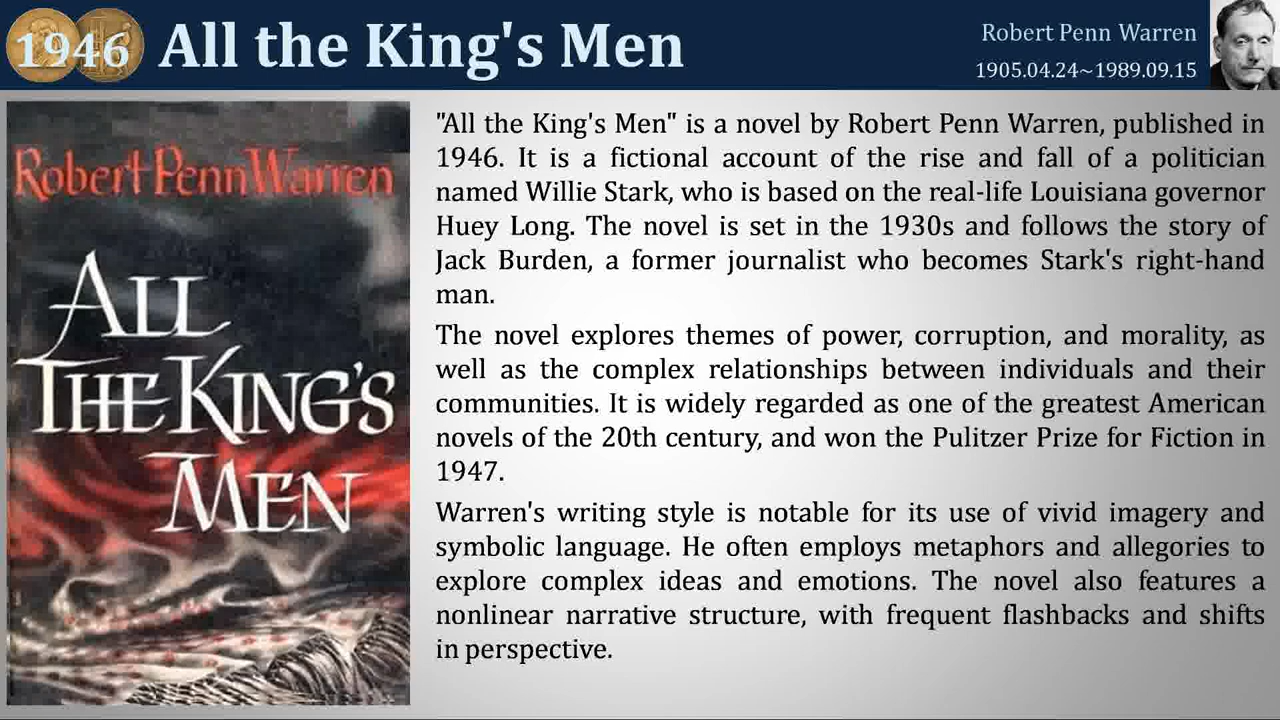 1946 All the King's Men
Robert Penn Warren
1905.04.24~1989.09.15
Robert Penn Warren
ALL
THE KING'S
MEN
"All the King's Men" is a novel by Robert Penn Warren, published in
1946. It is a fictional account of the rise and fall of a politician
named Willie Stark, who is based on the real-life Louisiana governor
Huey Long. The novel is set in the 1930s and follows the story of
Jack Burden, a former journalist who becomes Stark's right-hand
man.
The novel explores themes of power, corruption, and morality, as
well as the complex relationships between individuals and their
communities. It is widely regarded as one of the greatest American
novels of the 20th century, and won the Pulitzer Prize for Fiction in
1947.
Warren's writing style is notable for its use of vivid imagery and
symbolic language. He often employs metaphors and allegories to
explore complex ideas and emotions. The novel also features a
nonlinear narrative structure, with frequent flashbacks and shifts
in perspective.